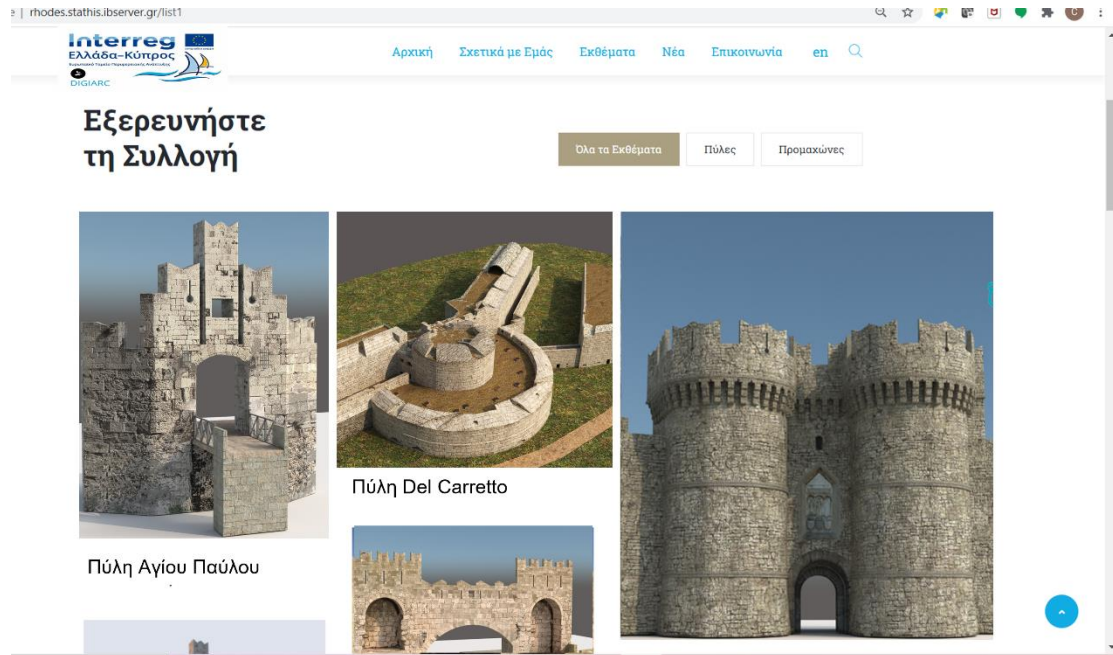 rhodes.stathis.ibserver.gr/list1
C
Interreg
Ελλάδα-Κύπρος
DIGIARC
Αρχική Σχετικά με Εμάς Εκθέματα Νέα Επικοινωνία en
Εξερευνήστε
τη Συλλογή
Όλα τα Εκθέματα Πύλες Προμαχώνες
Πύλη Del Carretto
Πύλη Αγίου Παύλου